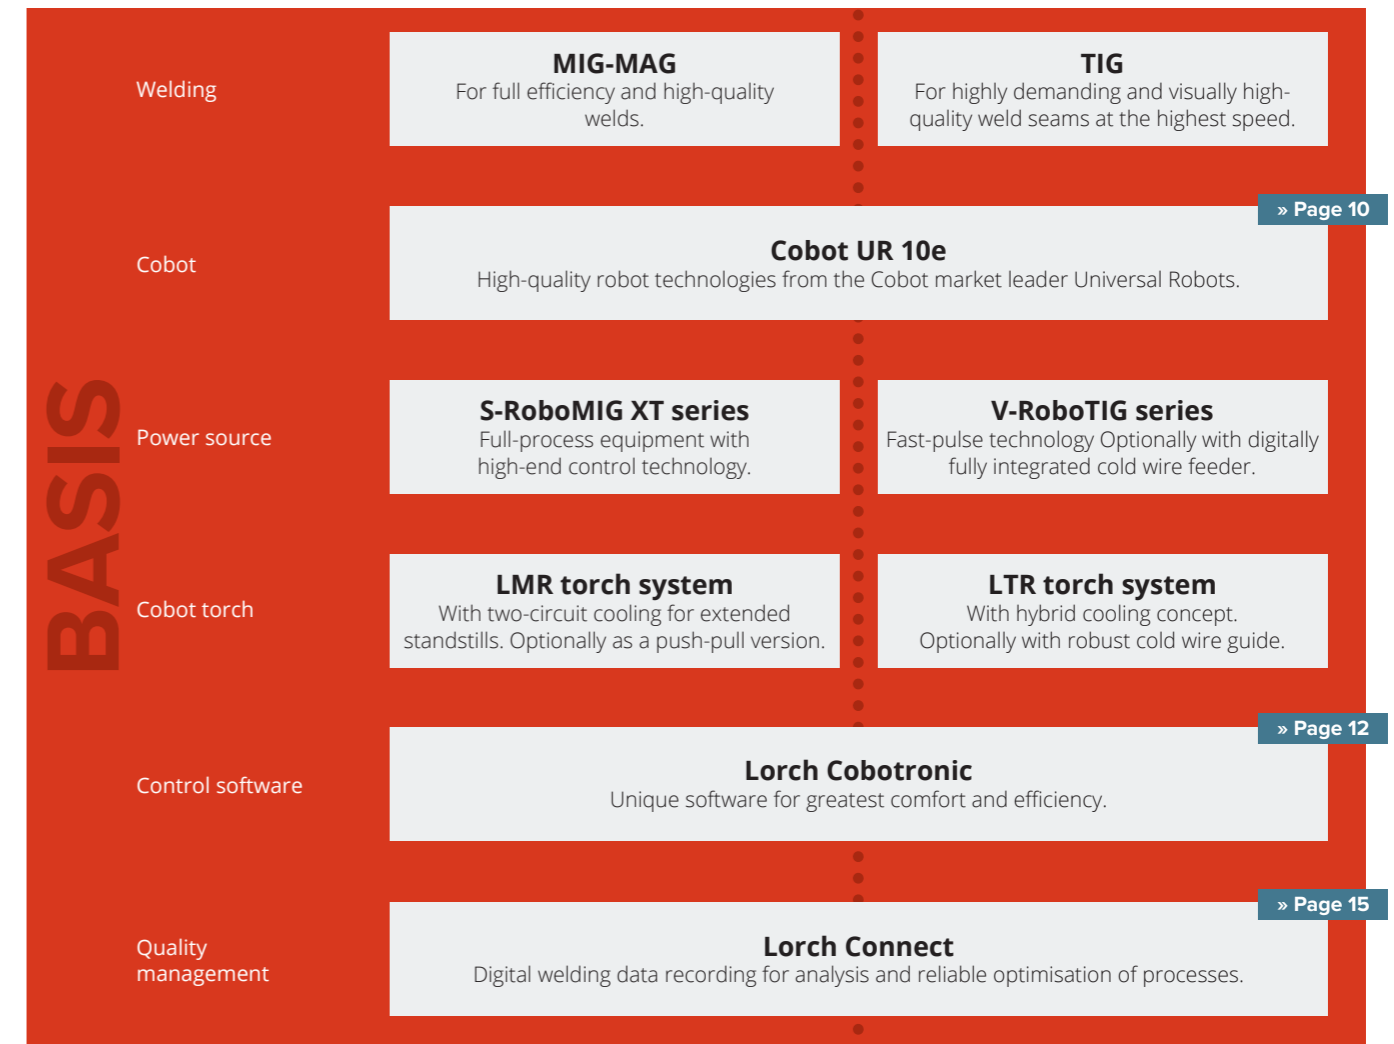 BASIS
Welding
MIG-MAG
For full efficiency and high-quality
welds.
TIG
For highly demanding and visually high-
quality weld seams at the highest speed.
» Page 10
Cobot
Cobot UR 10e
High-quality robot technologies from the Cobot market leader Universal Robots.
Power source
S-RoboMIG XT series
Full-process equipment with
high-end control technology.
V-RoboTIG series
Fast-pulse technology Optionally with digitally
fully integrated cold wire feeder.
Cobot torch
LMR torch system
With two-circuit cooling for extended
standstills. Optionally as a push-pull version.
LTR torch system
With hybrid cooling concept.
Optionally with robust cold wire guide.
» Page 12
Control software
Lorch Cobotronic
Unique software for greatest comfort and efficiency.
» Page 15
Quality
management
Lorch Connect
Digital welding data recording for analysis and reliable optimisation of processes.